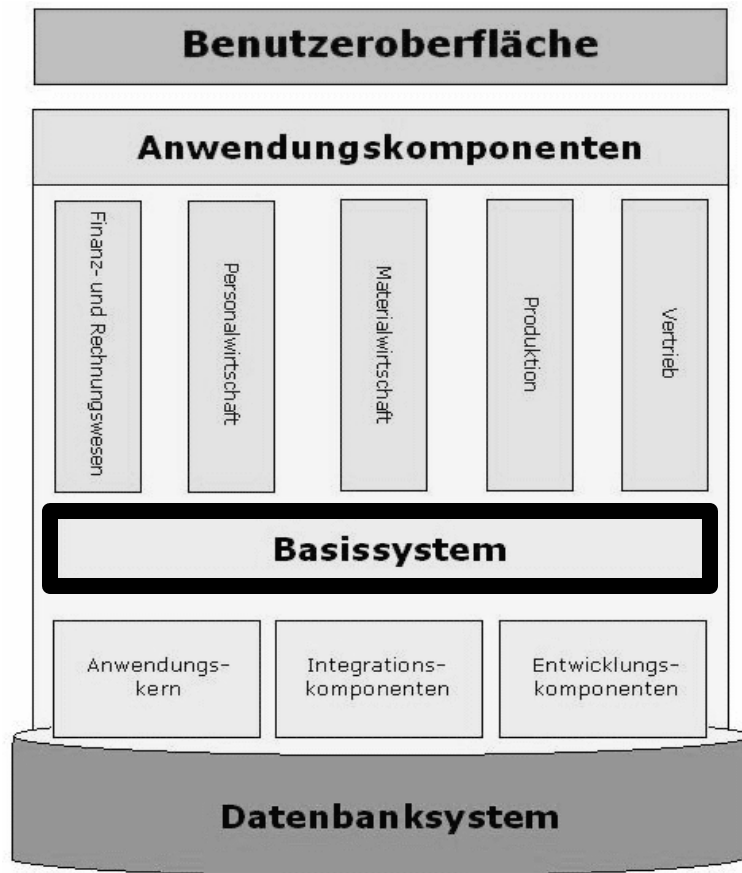 Benutzeroberfläche
Anwendungskomponenten
Finanz- und Rechnungswesen
Personalwirtschaft
Materialwirtschaft
Produktion
Vertrieb
Basissystem
Anwendungs-
kern
Integrations-
komponenten
Entwicklungs-
komponenten
Datenbanksystem